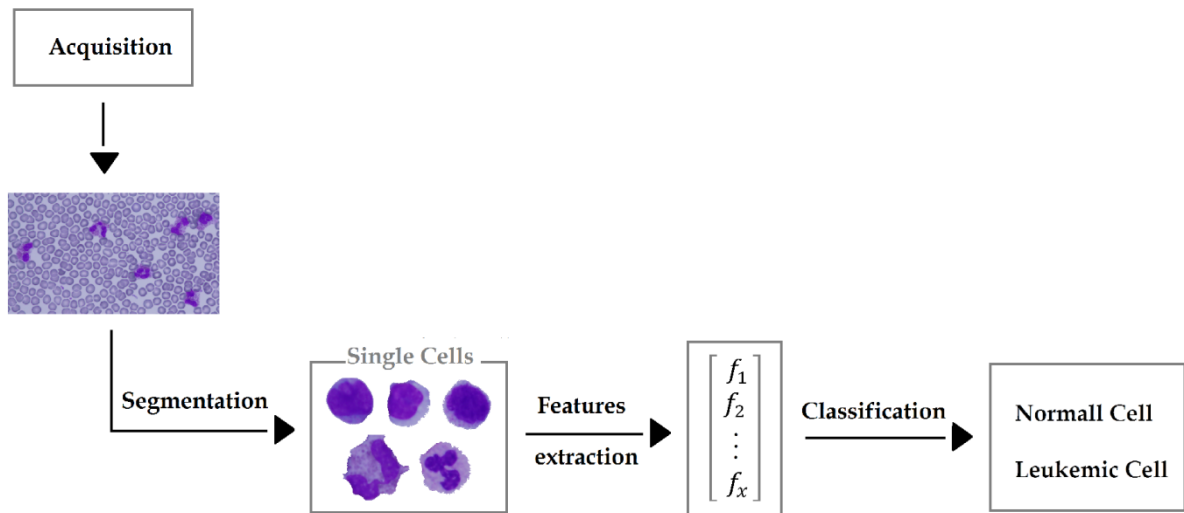 Acquisition
Segmentation
Single Cells
Features
extraction
f₁
f₂
⋮
fₓ
Classification
Normall Cell
Leukemic Cell